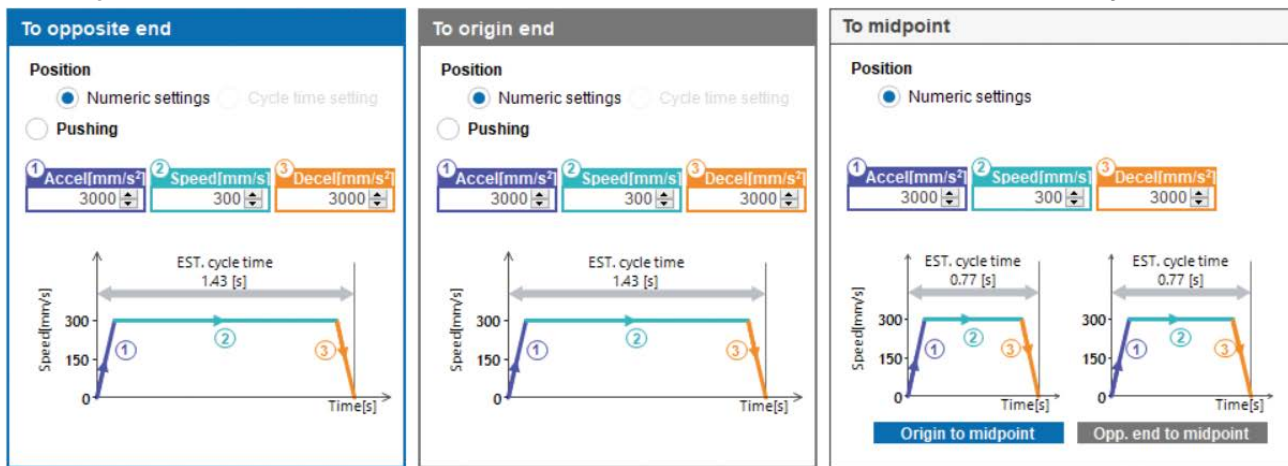 To opposite end
Position
Numeric settings Cycle time setting
Pushing
1 Accel[mm/s²] 2 Speed[mm/s] 3 Decel[mm/s²]
3000 300 3000
EST. cycle time
1.43 [s]
Speed[mm/s]
300
150
0
1 2 3
Time[s]
To origin end
Position
Numeric settings Cycle time setting
Pushing
1 Accel[mm/s²] 2 Speed[mm/s] 3 Decel[mm/s²]
3000 300 3000
EST. cycle time
1.43 [s]
Speed[mm/s]
300
150
0
1 2 3
Time[s]
To midpoint
Position
Numeric settings
1 Accel[mm/s²] 2 Speed[mm/s] 3 Decel[mm/s²]
3000 300 3000
EST. cycle time
0.77 [s]
Speed[mm/s]
300
150
0
1 2 3
Time[s]
Origin to midpoint
EST. cycle time
0.77 [s]
300
150
0
1 2 3
Time[s]
Opp. end to midpoint